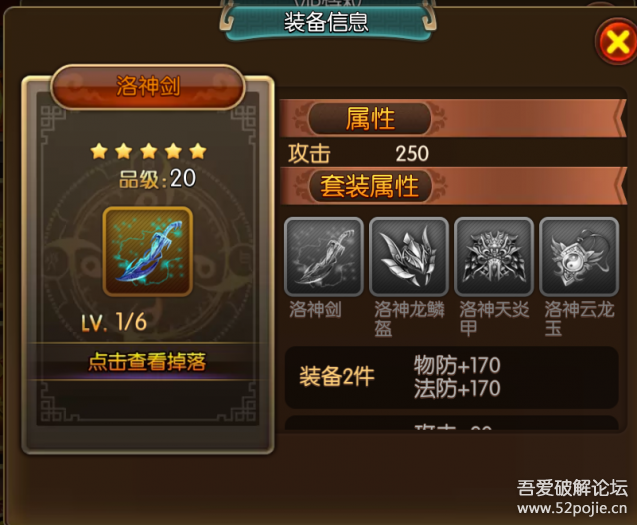 装备信息
洛神剑
品级:20
LV. 1/6
点击查看掉落
属性
攻击 250
套装属性
洛神剑
洛神龙鳞
盔
洛神天炎
甲
洛神云龙
玉
装备2件
物防+170
法防+170
吾爱破解论坛
www.52pojie.cn